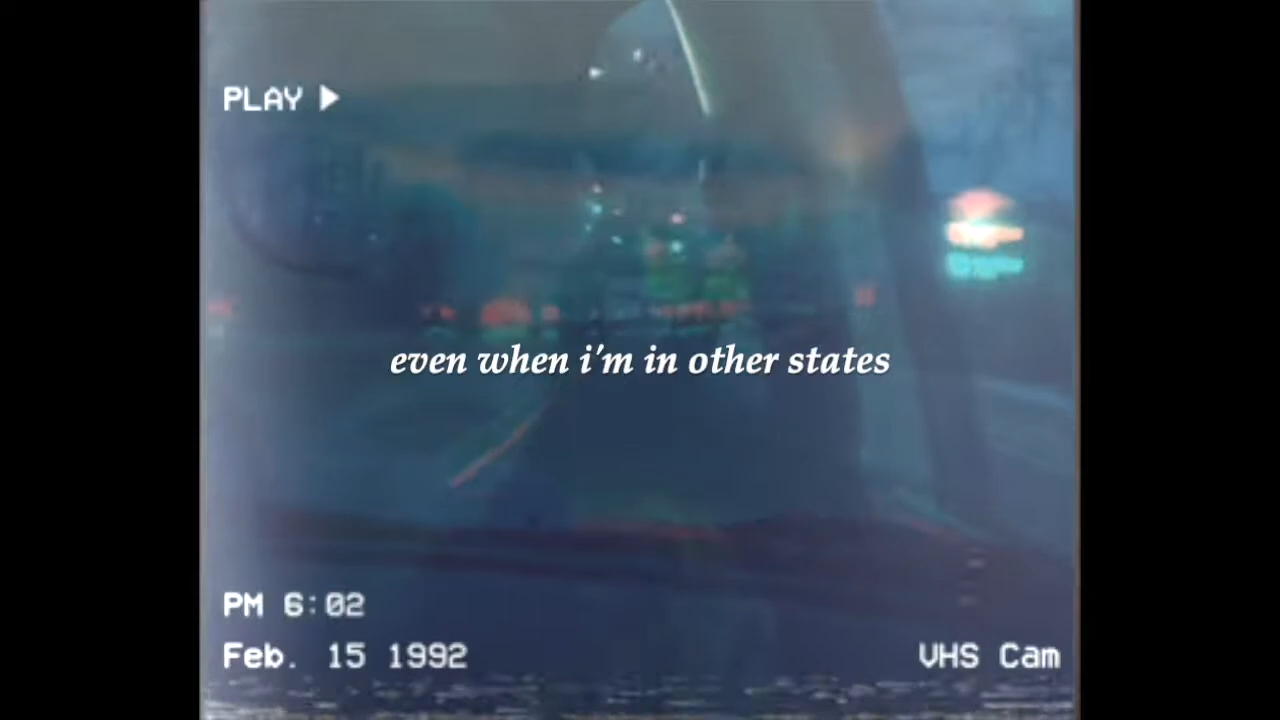 PLAY ▶
even when i'm in other states
PM 6:02
Feb. 15 1992
VHS Cam